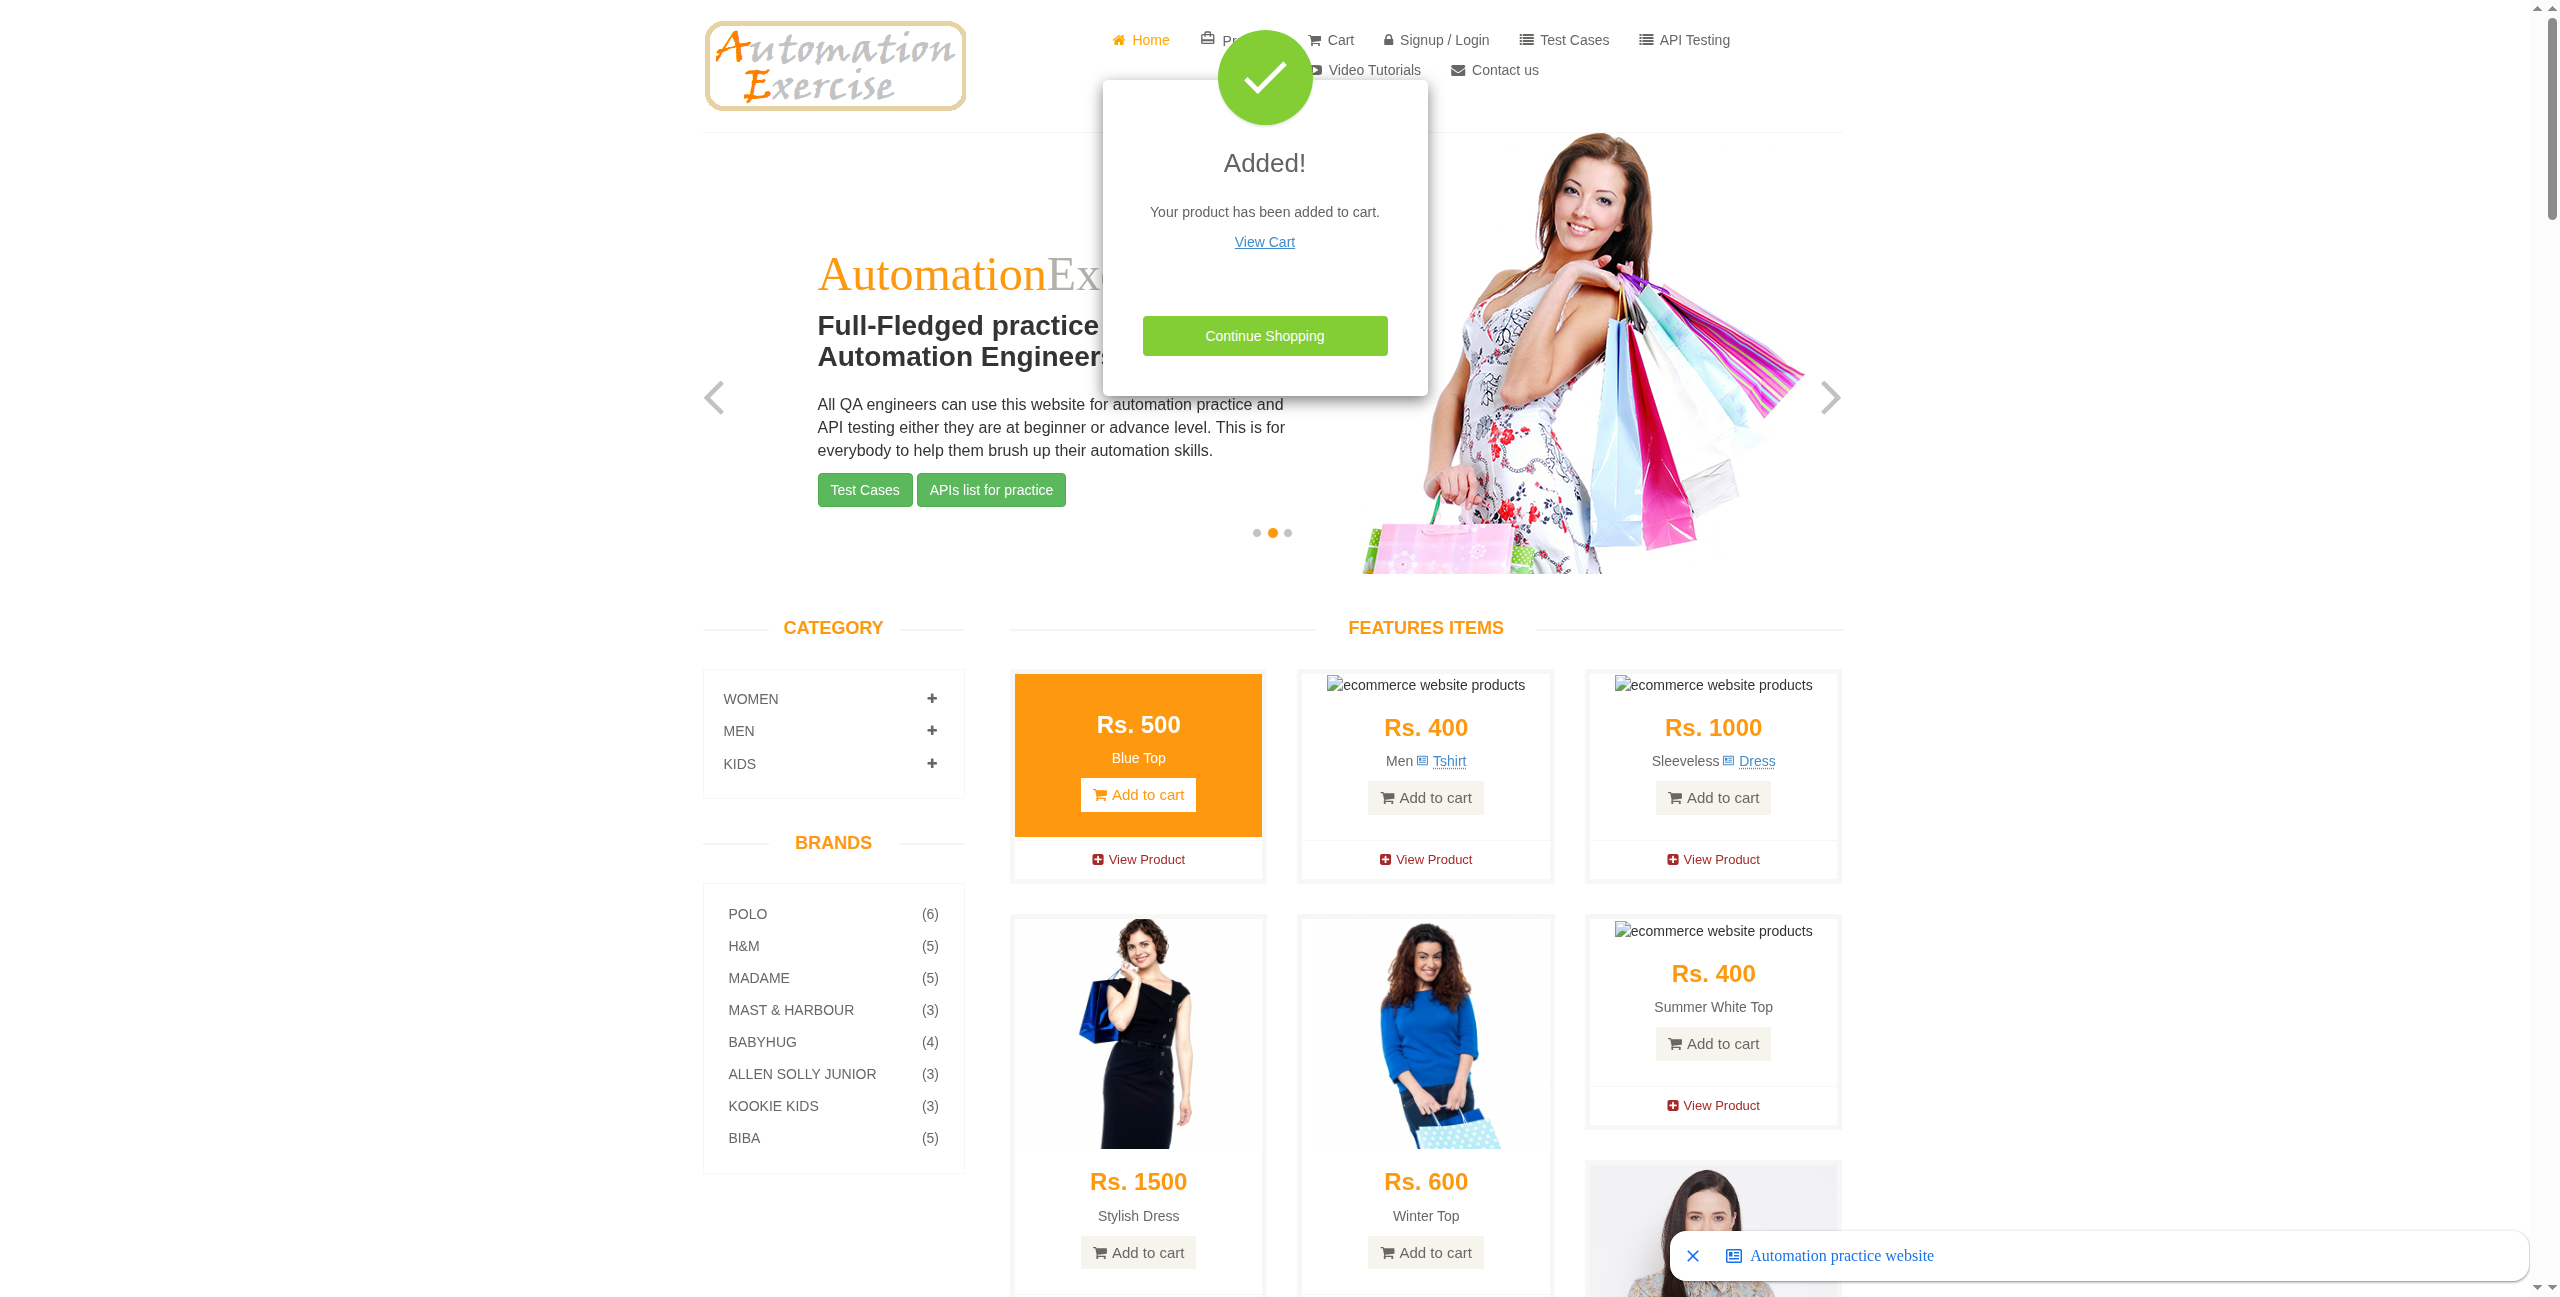 Automation
Exercise
Home
Cart
Signup / Login
Test Cases
API Testing
Video Tutorials
Contact us
Added!
Your product has been added to cart.
View Cart
Continue Shopping
AutomationEx
Full-Fledged practice
Automation Engineers
All QA engineers can use this website for automation practice and
API testing either they are at beginner or advance level. This is for
everybody to help them brush up their automation skills.
Test Cases
APIs list for practice
CATEGORY
WOMEN
MEN
KIDS
BRANDS
POLO (6)
H&M (5)
MADAME (5)
MAST & HARBOUR (3)
BABYHUG (4)
ALLEN SOLLY JUNIOR (3)
KOOKIE KIDS (3)
BIBA (5)
FEATURES ITEMS
Rs. 500
Blue Top
Add to cart
View Product
ecommerce website products
Rs. 400
Men Tshirt
Add to cart
View Product
ecommerce website products
Rs. 1000
Sleeveless Dress
Add to cart
View Product
Rs. 1500
Stylish Dress
Add to cart
Rs. 600
Winter Top
Add to cart
ecommerce website products
Rs. 400
Summer White Top
Add to cart
View Product
Automation practice website